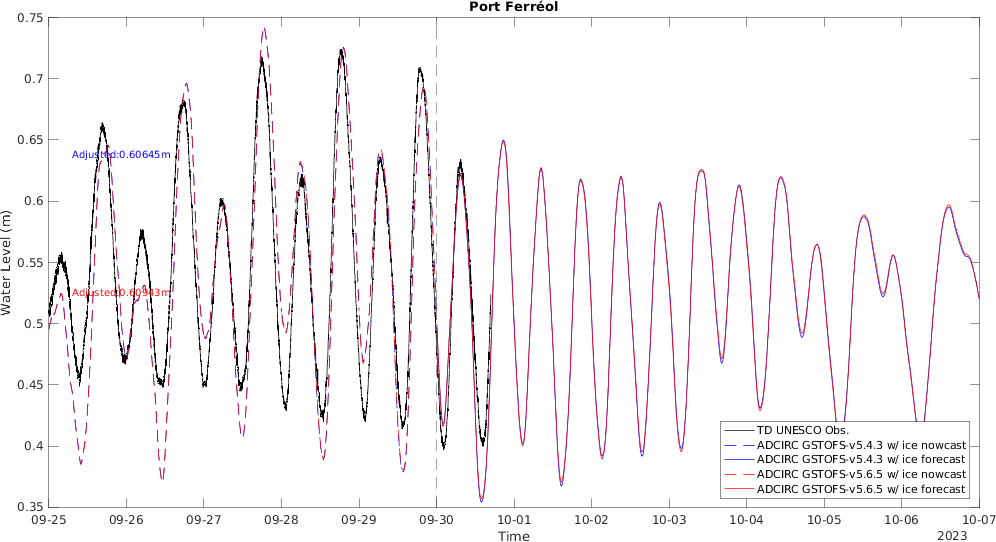 Port Ferréol
0.75
0.7
0.65
0.6
0.55
0.5
0.45
0.4
0.35
Water Level (m)
Adjusted:0.60645m
Adjusted:0.60943m
TD UNESCO Obs.
ADCIRC GSTOFS-v5.4.3 w/ ice nowcast
ADCIRC GSTOFS-v5.4.3 w/ ice forecast
ADCIRC GSTOFS-v5.6.5 w/ ice nowcast
ADCIRC GSTOFS-v5.6.5 w/ ice forecast
09-25 09-26 09-27 09-28 09-29 09-30 10-01 10-02 10-03 10-04 10-05 10-06 10-07
Time
2023